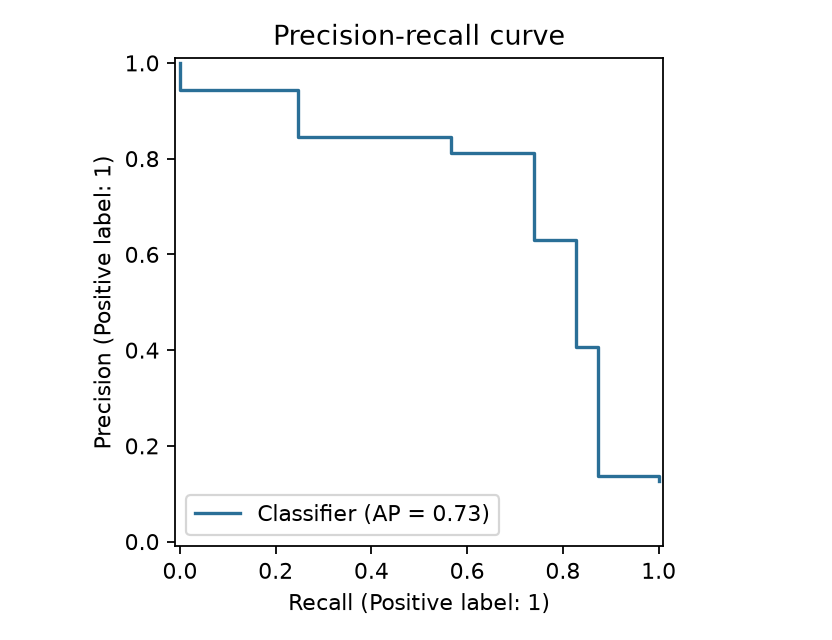 Precision-recall curve
Precision (Positive label: 1)
1.0
0.8
0.6
0.4
0.2
0.0
Classifier (AP = 0.73)
0.0 0.2 0.4 0.6 0.8 1.0
Recall (Positive label: 1)